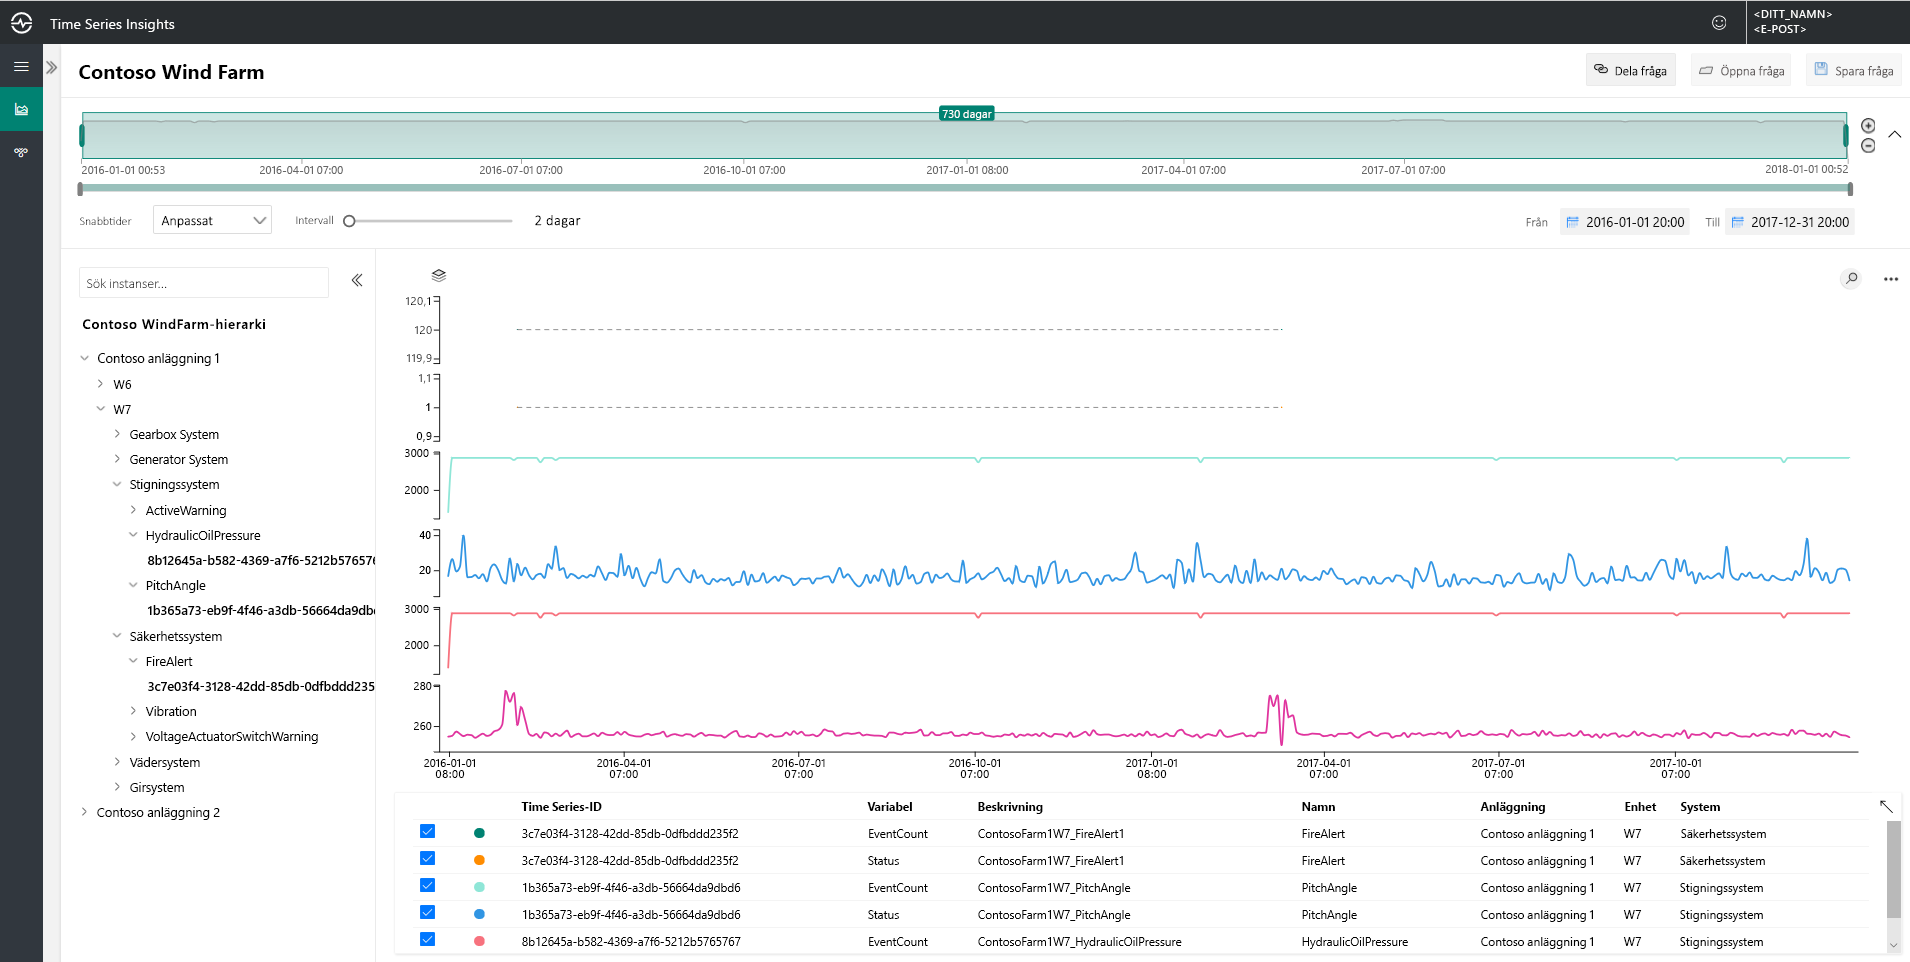 Time Series Insights
<DITT_NAMN>
<E-POST>
Contoso Wind Farm
Dela fråga
Öppna fråga
Spara fråga
730 dagar
2016-01-01 00:53
2016-04-01 07:00
2016-07-01 07:00
2016-10-01 07:00
2017-01-01 08:00
2017-04-01 07:00
2017-07-01 07:00
2018-01-01 00:52
Snabbtider
Anpassat
Intervall
2 dagar
Från
2016-01-01 20:00
Till
2017-12-31 20:00
Sök instanser...
Contoso WindFarm-hierarki
Contoso anläggning 1
W6
W7
Gearbox System
Generator System
Stigningssystem
ActiveWarning
HydraulicOilPressure
8b12645a-b582-4369-a7f6-5212b576576
PitchAngle
1b365a73-eb9f-4f46-a3db-56664da9dbd
Säkerhetssystem
FireAlert
3c7e03f4-3128-42dd-85db-0dfbddd235
Vibration
VoltageActuatorSwitchWarning
Vädersystem
Girsystem
Contoso anläggning 2
120,1
120
119,9
1,1
1
0,9
3000
2000
40
20
3000
2000
280
260
2016-01-01
08:00
2016-04-01
07:00
2016-07-01
07:00
2016-10-01
07:00
2017-01-01
08:00
2017-04-01
07:00
2017-07-01
07:00
2017-10-01
07:00
Time Series-ID Variabel Beskrivning Namn Anläggning Enhet System
3c7e03f4-3128-42dd-85db-0dfbddd235f2 EventCount ContosoFarm1W7_FireAlert1 FireAlert Contoso anläggning 1 W7 Säkerhetssystem
3c7e03f4-3128-42dd-85db-0dfbddd235f2 Status ContosoFarm1W7_FireAlert1 FireAlert Contoso anläggning 1 W7 Säkerhetssystem
1b365a73-eb9f-4f46-a3db-56664da9dbd6 EventCount ContosoFarm1W7_PitchAngle PitchAngle Contoso anläggning 1 W7 Stigningssystem
1b365a73-eb9f-4f46-a3db-56664da9dbd6 Status ContosoFarm1W7_PitchAngle PitchAngle Contoso anläggning 1 W7 Stigningssystem
8b12645a-b582-4369-a7f6-5212b5765767 EventCount ContosoFarm1W7_HydraulicOilPressure HydraulicOilPressure Contoso anläggning 1 W7 Stigningssystem